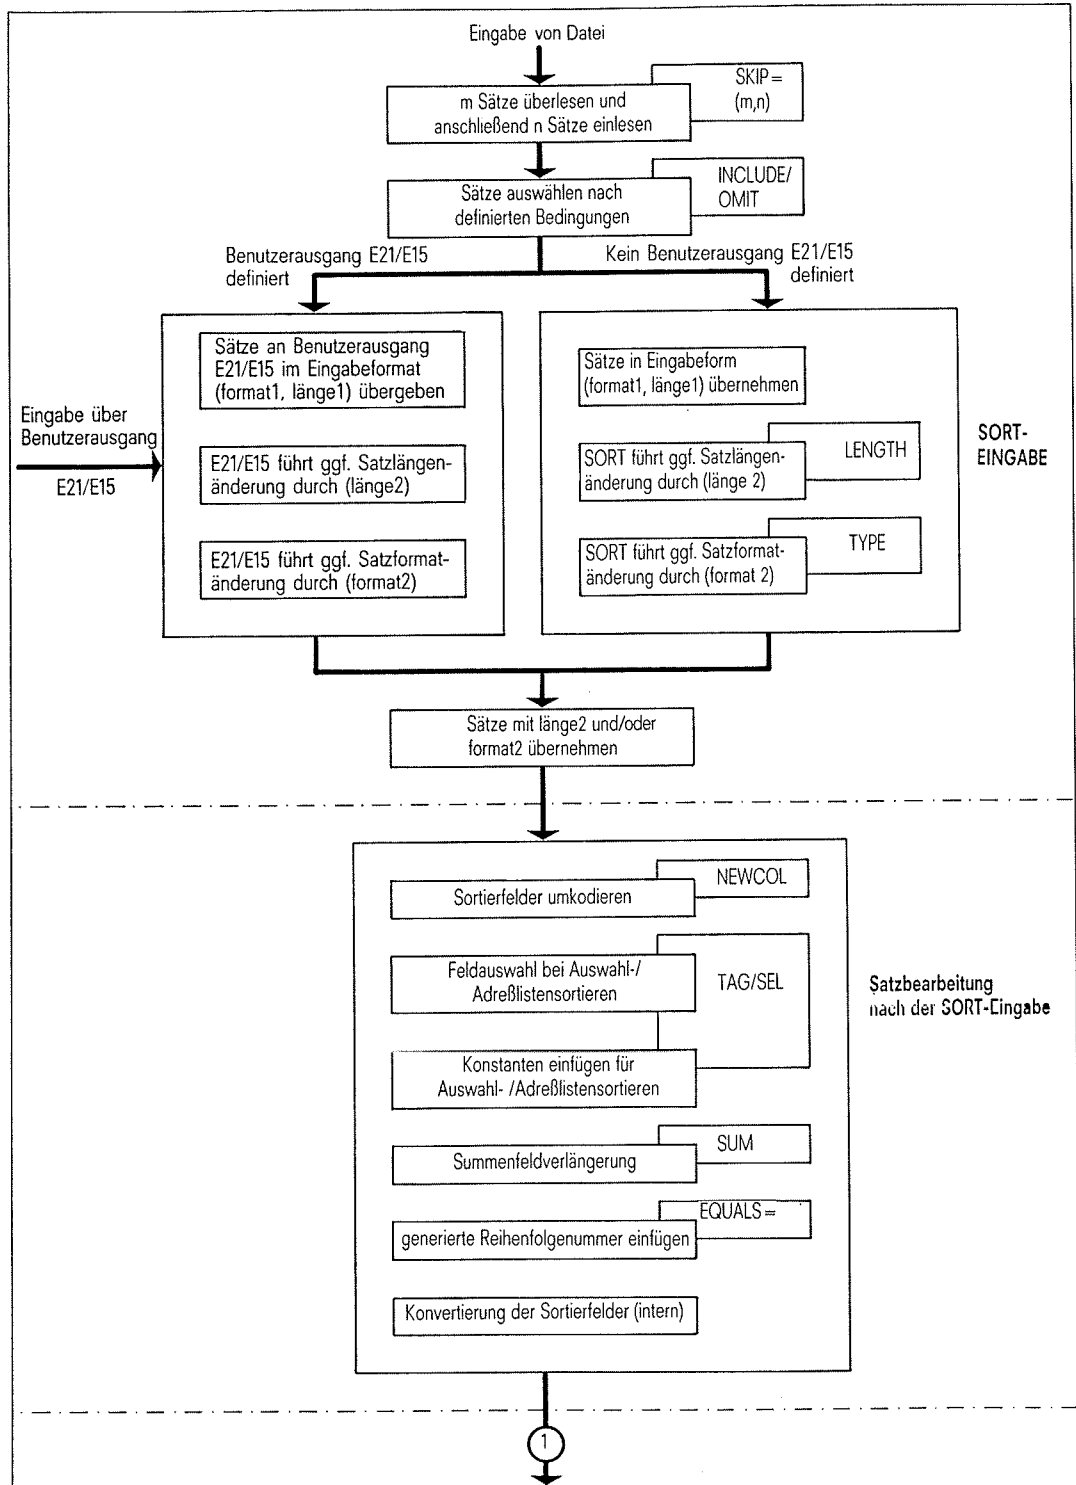 Eingabe von Datei
SKIP=
(m,n)
m Sätze überlesen und
anschließend n Sätze einlesen
INCLUDE/
OMIT
Sätze auswählen nach
definierten Bedingungen
Benutzerausgang E21/E15
definiert
Kein Benutzerausgang E21/E15
definiert
Sätze an Benutzerausgang
E21/E15 im Eingabeformat
(format1, länge1) übergeben
Sätze in Eingabeform
(format1, länge1) übernehmen
Eingabe über
Benutzerausgang
E21/E15
E21/E15 führt ggf. Satzlängen-
änderung durch (länge2)
LENGTH
SORT führt ggf. Satzlängen-
änderung durch (länge 2)
SORT-
EINGABE
E21/E15 führt ggf. Satzformat-
änderung durch (format2)
TYPE
SORT führt ggf. Satzformat-
änderung durch (format 2)
Sätze mit länge2 und/oder
format2 übernehmen
NEWCOL
Sortierfelder umkodieren
Feldauswahl bei Auswahl-/
Adreßlistensortieren
TAG/SEL
Satzbearbeitung
nach der SORT-Eingabe
Konstanten einfügen für
Auswahl- /Adreßlistensortieren
SUM
Summenfeldverlängerung
EQUALS=
generierte Reihenfolgenummer einfügen
Konvertierung der Sortierfelder (intern)
1